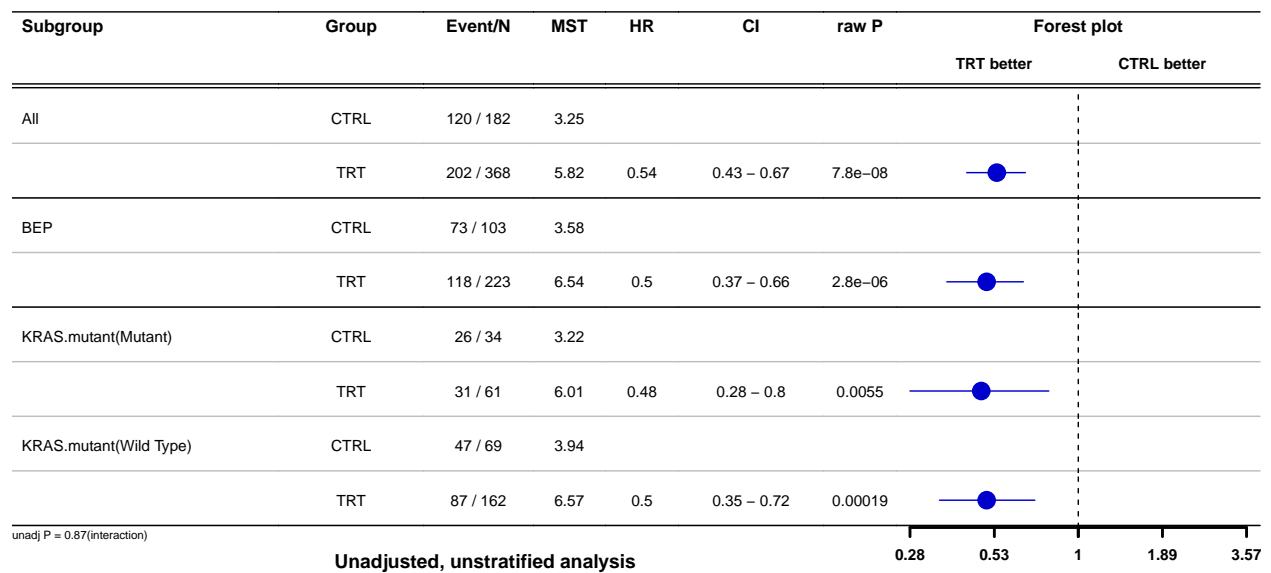 Subgroup Group Event/N MST HR CI raw P Forest plot
TRT better CTRL better
All CTRL 120 / 182 3.25
TRT 202 / 368 5.82 0.54 0.43 − 0.67 7.8e−08
BEP CTRL 73 / 103 3.58
TRT 118 / 223 6.54 0.5 0.37 − 0.66 2.8e−06
KRAS.mutant(Mutant) CTRL 26 / 34 3.22
TRT 31 / 61 6.01 0.48 0.28 − 0.8 0.0055
KRAS.mutant(Wild Type) CTRL 47 / 69 3.94
TRT 87 / 162 6.57 0.5 0.35 − 0.72 0.00019
unadj P = 0.87(interaction)
0.28 0.53 1 1.89 3.57
Unadjusted, unstratified analysis